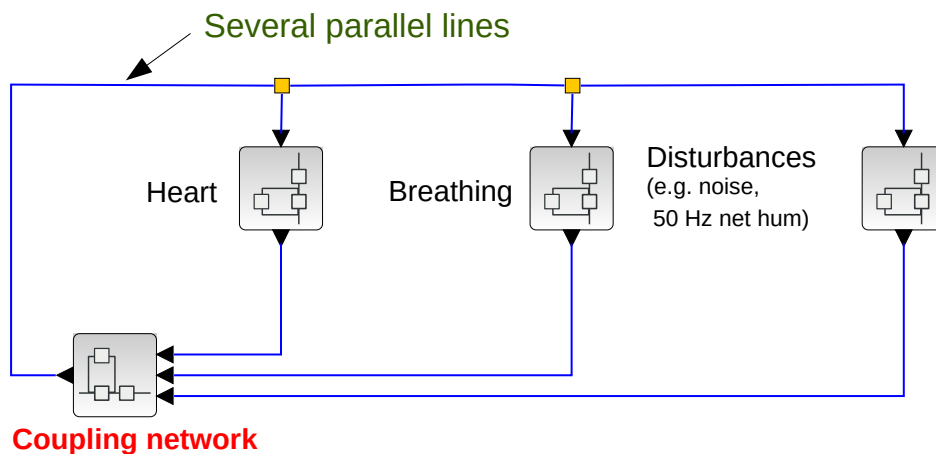 Several parallel lines
Heart
Breathing
Disturbances
(e.g. noise,
50 Hz net hum)
Coupling network